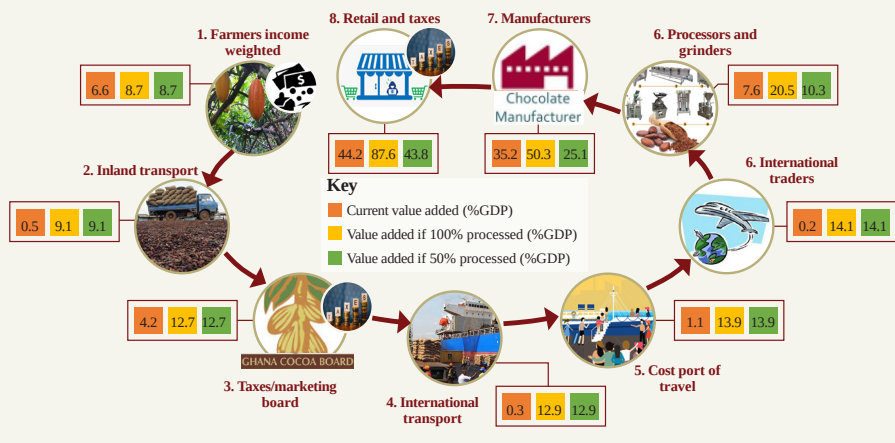 8. Retail and taxes
7. Manufacturers
1. Farmers income
weighted
6. Processors and
grinders
6.6 8.7 8.7
7.6 20.5 10.3
Chocolate
Manufacturer
44.2 87.6 43.8
35.2 50.3 25.1
2. Inland transport
6. International
traders
Key
Current value added (%GDP)
Value added if 100% processed (%GDP)
Value added if 50% processed (%GDP)
0.5 9.1 9.1
0.2 14.1 14.1
TAXES
4.2 12.7 12.7
1.1 13.9 13.9
GHANA COCOA BOARD
3. Taxes/marketing
board
4. International
transport
5. Cost port of
travel
0.3 12.9 12.9